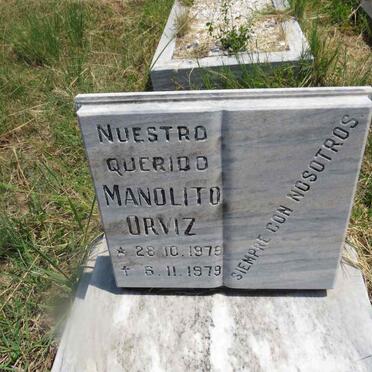 NUESTRO
QUERIDO
MANOLITO
ORVIZ
* 28.10.1979
† 6.11.1979
SIEMPRE CON NOSOTROS